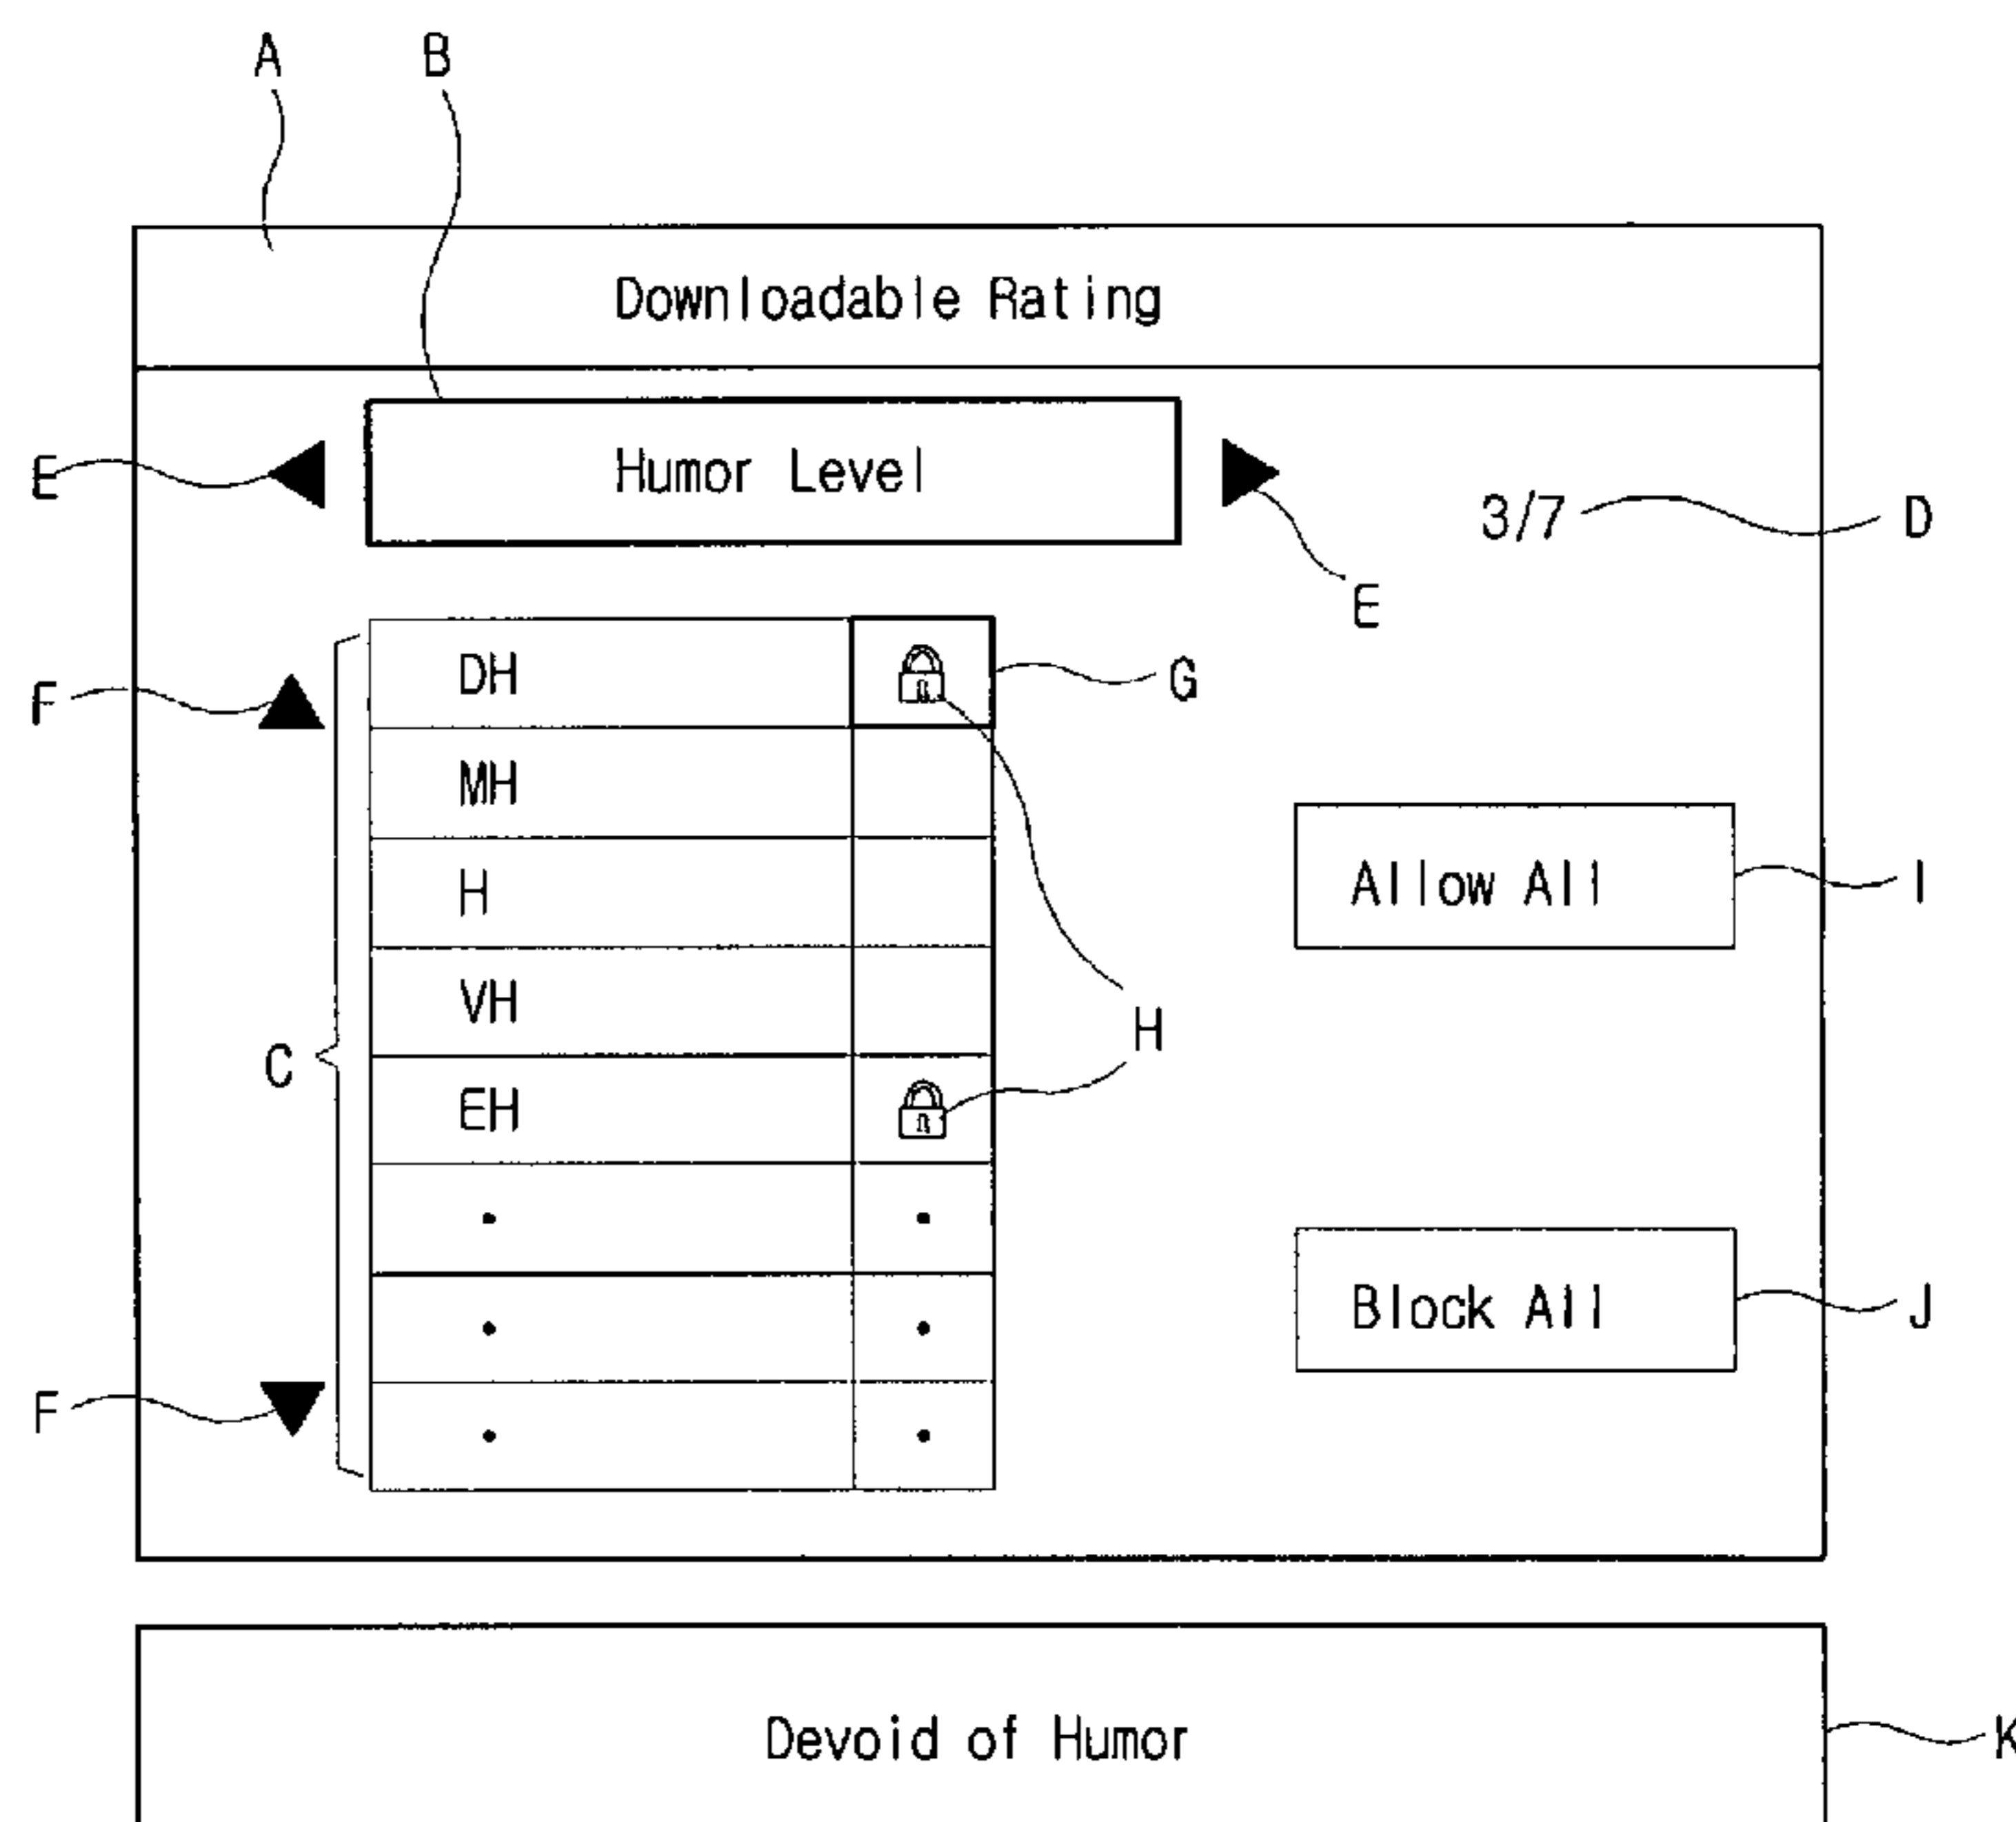 A B
Downloadable Rating
E Humor Level E 3/7 D
F DH G
MH
H Allow All I
VH
C H
EH
Block All J
F
Devoid of Humor K